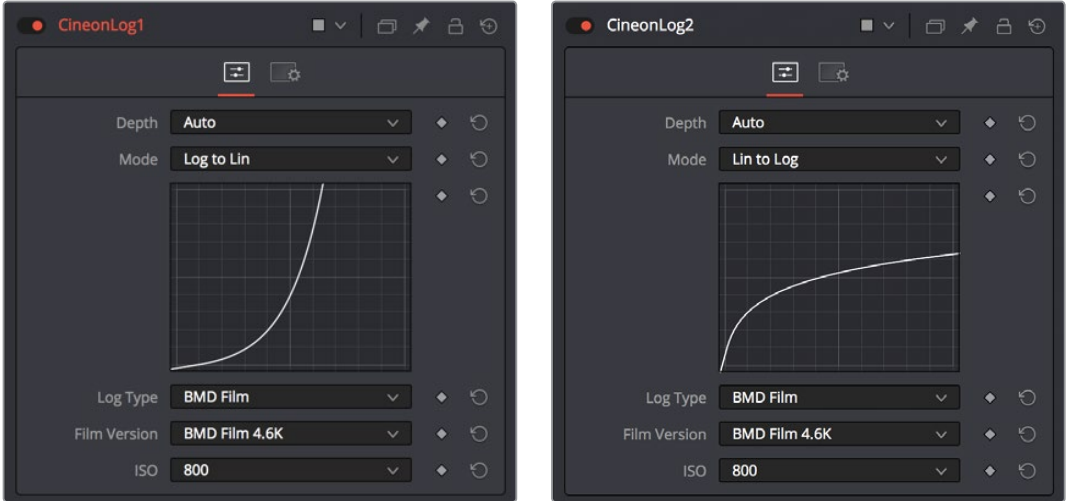 CineonLog1
Depth Auto
Mode Log to Lin
Log Type BMD Film
Film Version BMD Film 4.6K
ISO 800
CineonLog2
Depth Auto
Mode Lin to Log
Log Type BMD Film
Film Version BMD Film 4.6K
ISO 800